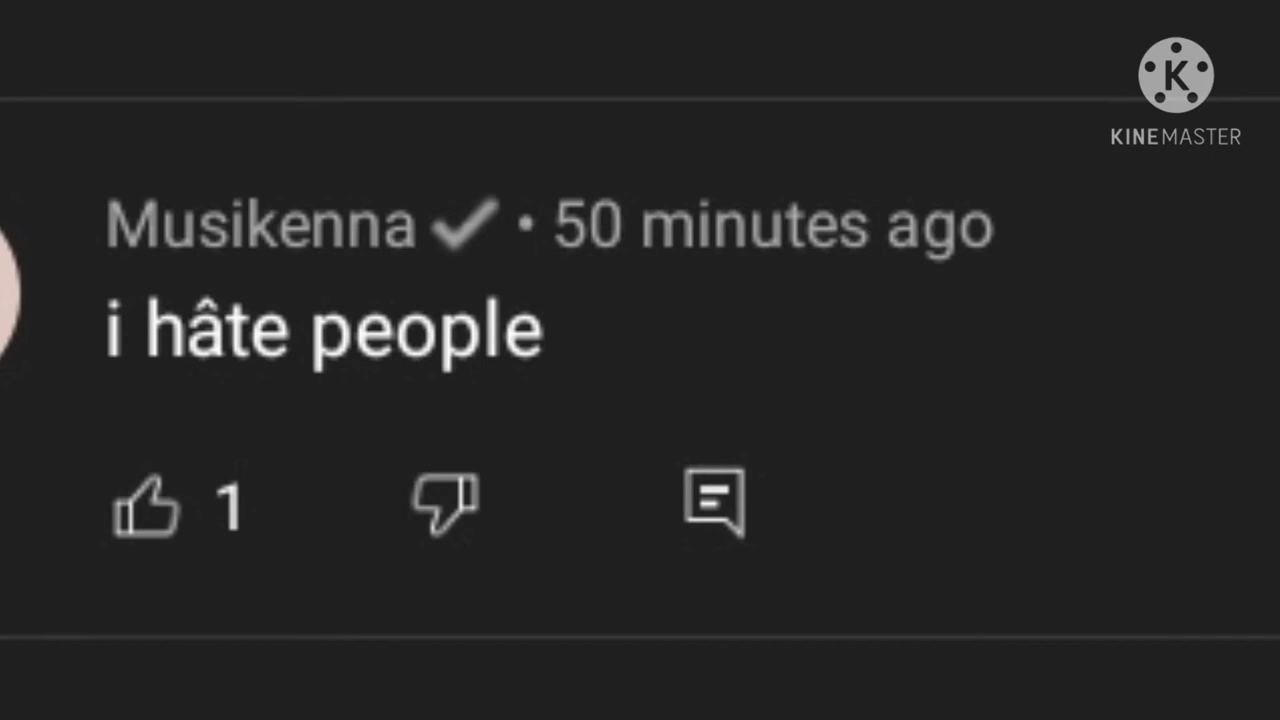 K
KINEMASTER
Musikenna ✔ • 50 minutes ago
i hâte people
1